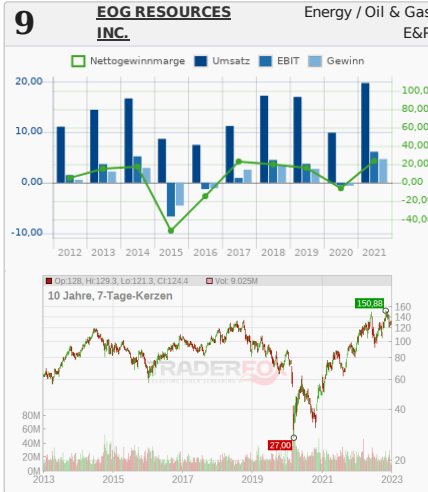 9 EOG RESOURCES INC. Energy / Oil & Gas E&P
Nettogewinnmarge Umsatz EBIT Gewinn
20,00
10,00
0,00
-10,00
100,0
80,00
60,00
40,00
20,00
0,00
-20,00
-40,0
2012 2013 2014 2015 2016 2017 2018 2019 2020 2021
Op:128, Hi:129.3, Lo:121.3, Cl:124.4 Vol: 9.025M
10 Jahre, 7-Tage-Kerzen
150,88
160
140
120
100
80
60
40
20
TRADERFOX
27,00
80M
60M
40M
20M
0M
2013 2015 2017 2019 2021 2023